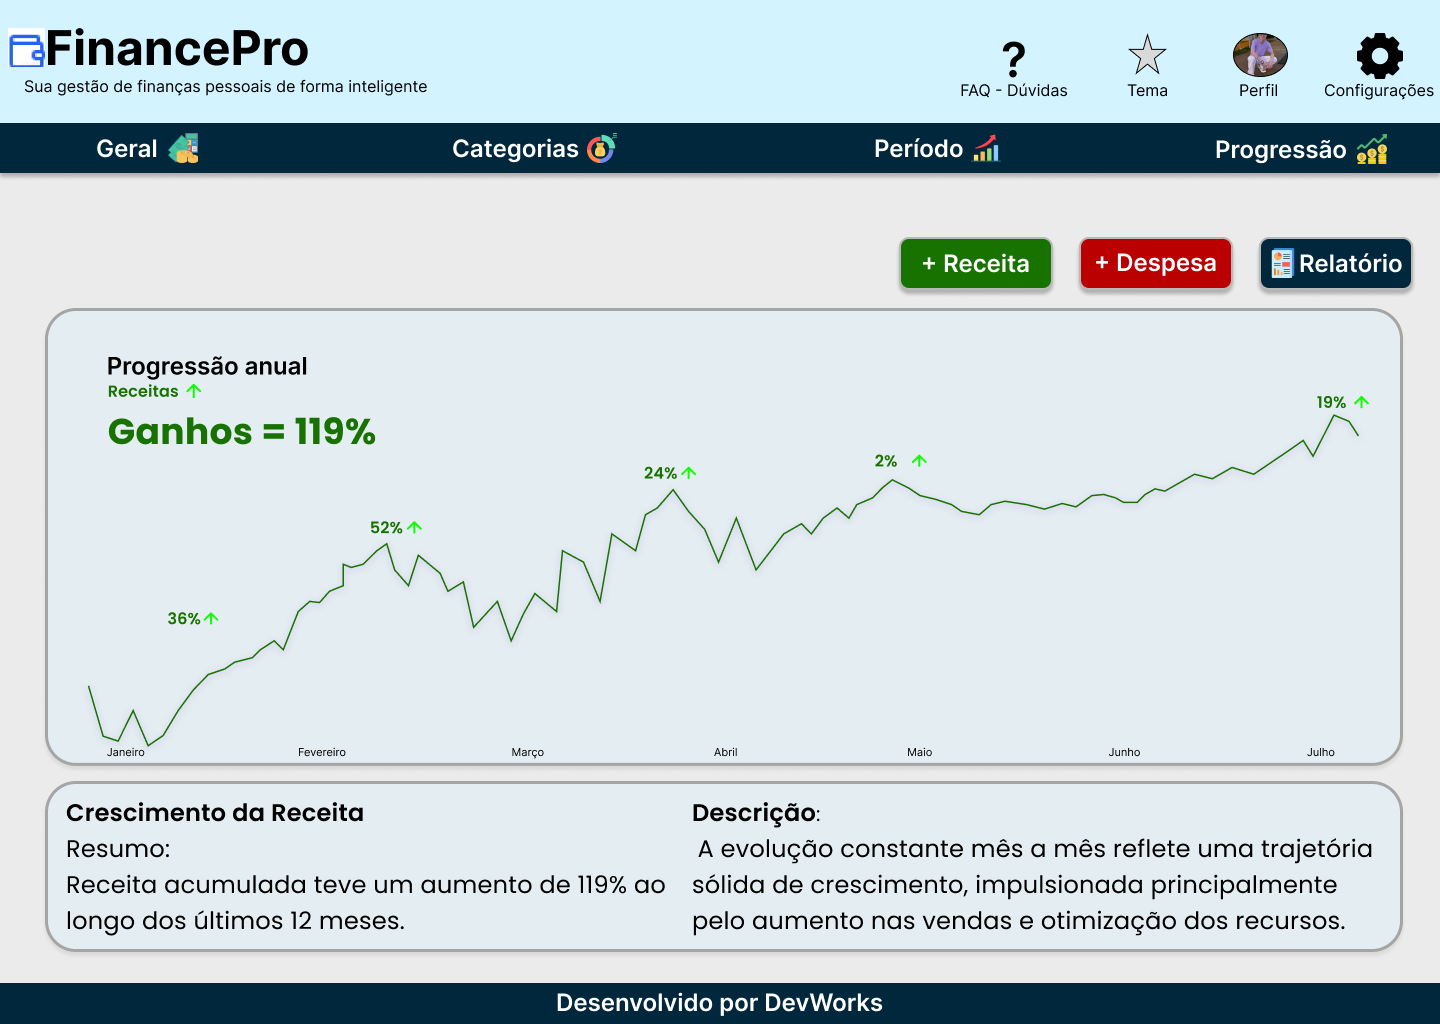 FinancePro
Sua gestão de finanças pessoais de forma inteligente
?
FAQ - Dúvidas
Tema
Perfil
Configurações
Geral
Categorias
Período
Progressão
+ Receita
+ Despesa
Relatório
Progressão anual
Receitas
Ganhos = 119%
36%
52%
24%
2%
19%
Janeiro
Fevereiro
Março
Abril
Maio
Junho
Julho
Crescimento da Receita
Resumo:
Receita acumulada teve um aumento de 119% ao
longo dos últimos 12 meses.
Descrição:
A evolução constante mês a mês reflete uma trajetória
sólida de crescimento, impulsionada principalmente
pelo aumento nas vendas e otimização dos recursos.
Desenvolvido por DevWorks